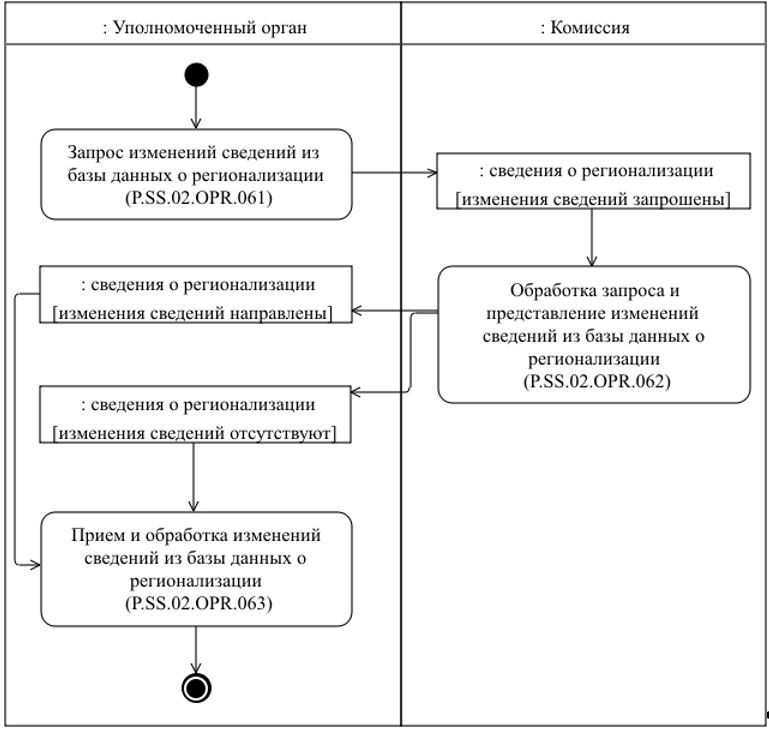 : Уполномоченный орган
: Комиссия
Запрос изменений сведений из
базы данных о регионализации
(P.SS.02.OPR.061)
: сведения о регионализации
[изменения сведений запрошены]
: сведения о регионализации
[изменения сведений направлены]
Обработка запроса и
представление изменений
сведений из базы данных о
регионализации
(P.SS.02.OPR.062)
: сведения о регионализации
[изменения сведений отсутствуют]
Прием и обработка изменений
сведений из базы данных о
регионализации
(P.SS.02.OPR.063)